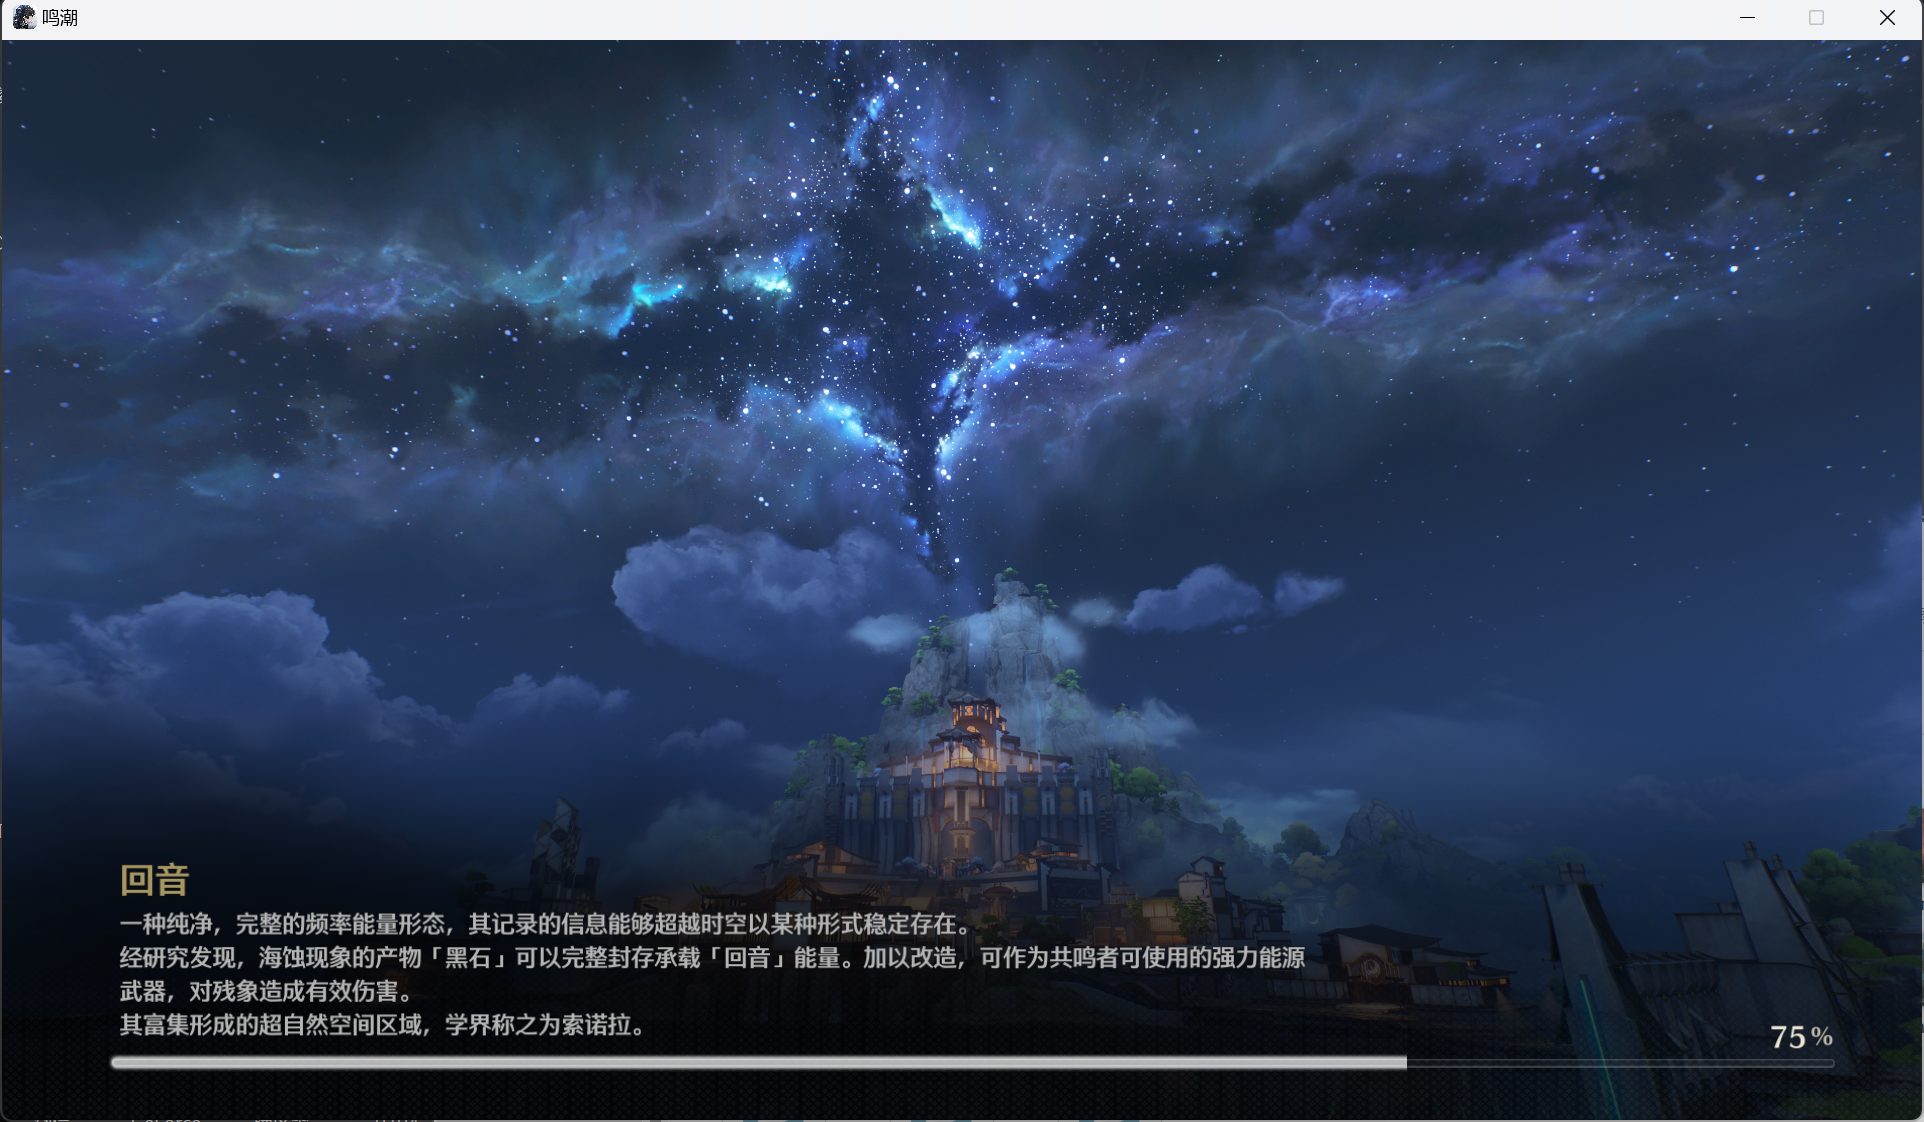 鸣潮
回音
一种纯净，完整的频率能量形态，其记录的信息能够超越时空以某种形式稳定存在。
经研究发现，海蚀现象的产物「黑石」可以完整封存承载「回音」能量。加以改造，可作为共鸣者可使用的强力能源
武器，对残象造成有效伤害。
其富集形成的超自然空间区域，学界称之为索诺拉。
75%